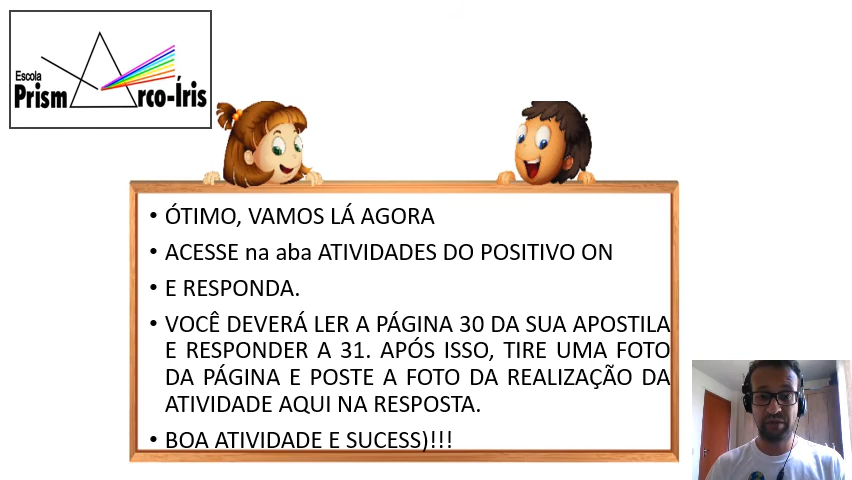 Escola
Prism rco-Íris
• ÓTIMO, VAMOS LÁ AGORA
• ACESSE na aba ATIVIDADES DO POSITIVO ON
• E RESPONDA.
• VOCÊ DEVERÁ LER A PÁGINA 30 DA SUA APOSTILA
E RESPONDER A 31. APÓS ISSO, TIRE UMA FOTO
DA PÁGINA E POSTE A FOTO DA REALIZAÇÃO DA
ATIVIDADE AQUI NA RESPOSTA.
• BOA ATIVIDADE E SUCESS)!!!